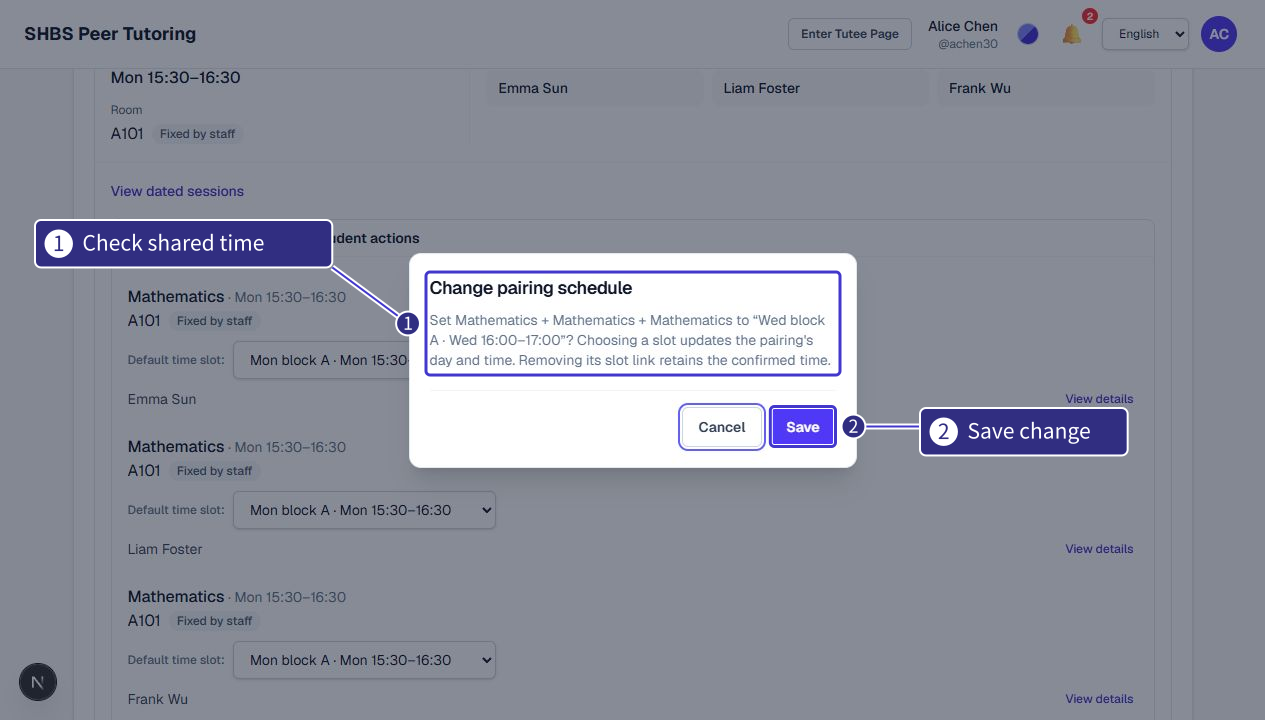 SHBS Peer Tutoring
Enter Tutee Page
Alice Chen
@achen30
2
English
AC
Mon 15:30–16:30
Emma Sun
Liam Foster
Frank Wu
Room
A101
Fixed by staff
View dated sessions
1 Check shared time
udent actions
Mathematics · Mon 15:30–16:30
A101
Fixed by staff
Default time slot:
Mon block A · Mon 15:30
Emma Sun
View details
1
Change pairing schedule
Set Mathematics + Mathematics + Mathematics to “Wed block
A · Wed 16:00–17:00”? Choosing a slot updates the pairing's
day and time. Removing its slot link retains the confirmed time.
Cancel
Save
2
2 Save change
Mathematics · Mon 15:30–16:30
A101
Fixed by staff
Default time slot:
Mon block A · Mon 15:30–16:30
Liam Foster
View details
Mathematics · Mon 15:30–16:30
A101
Fixed by staff
Default time slot:
Mon block A · Mon 15:30–16:30
Frank Wu
View details
N